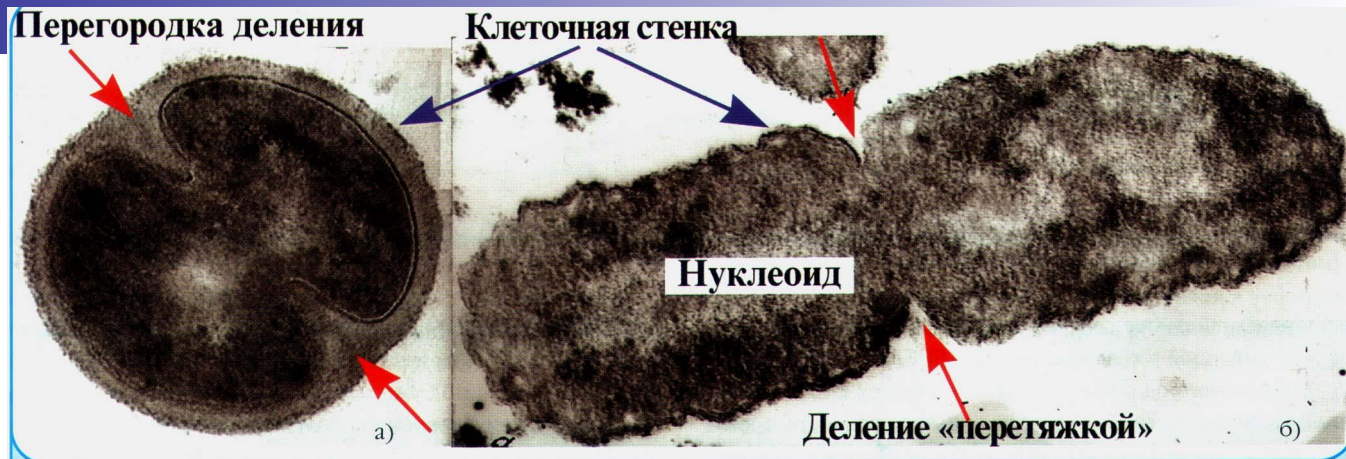 Перегородка деления
Клеточная стенка
Нуклеоид
Деление «перетяжкой»
а)
б)